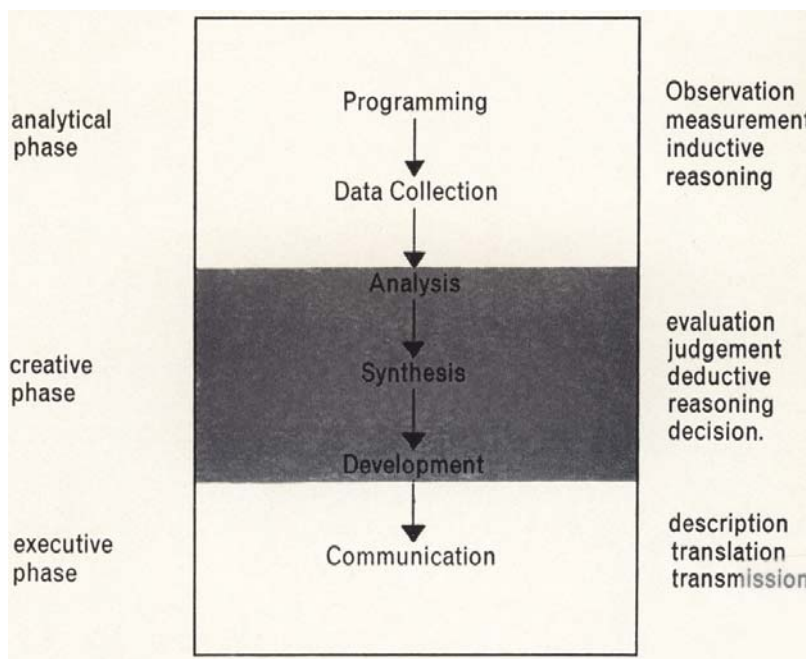 analytical
phase
Programming
Data Collection
Observation
measurement
inductive
reasoning
creative
phase
Analysis
Synthesis
Development
evaluation
judgement
deductive
reasoning
decision.
executive
phase
Communication
description
translation
transmission